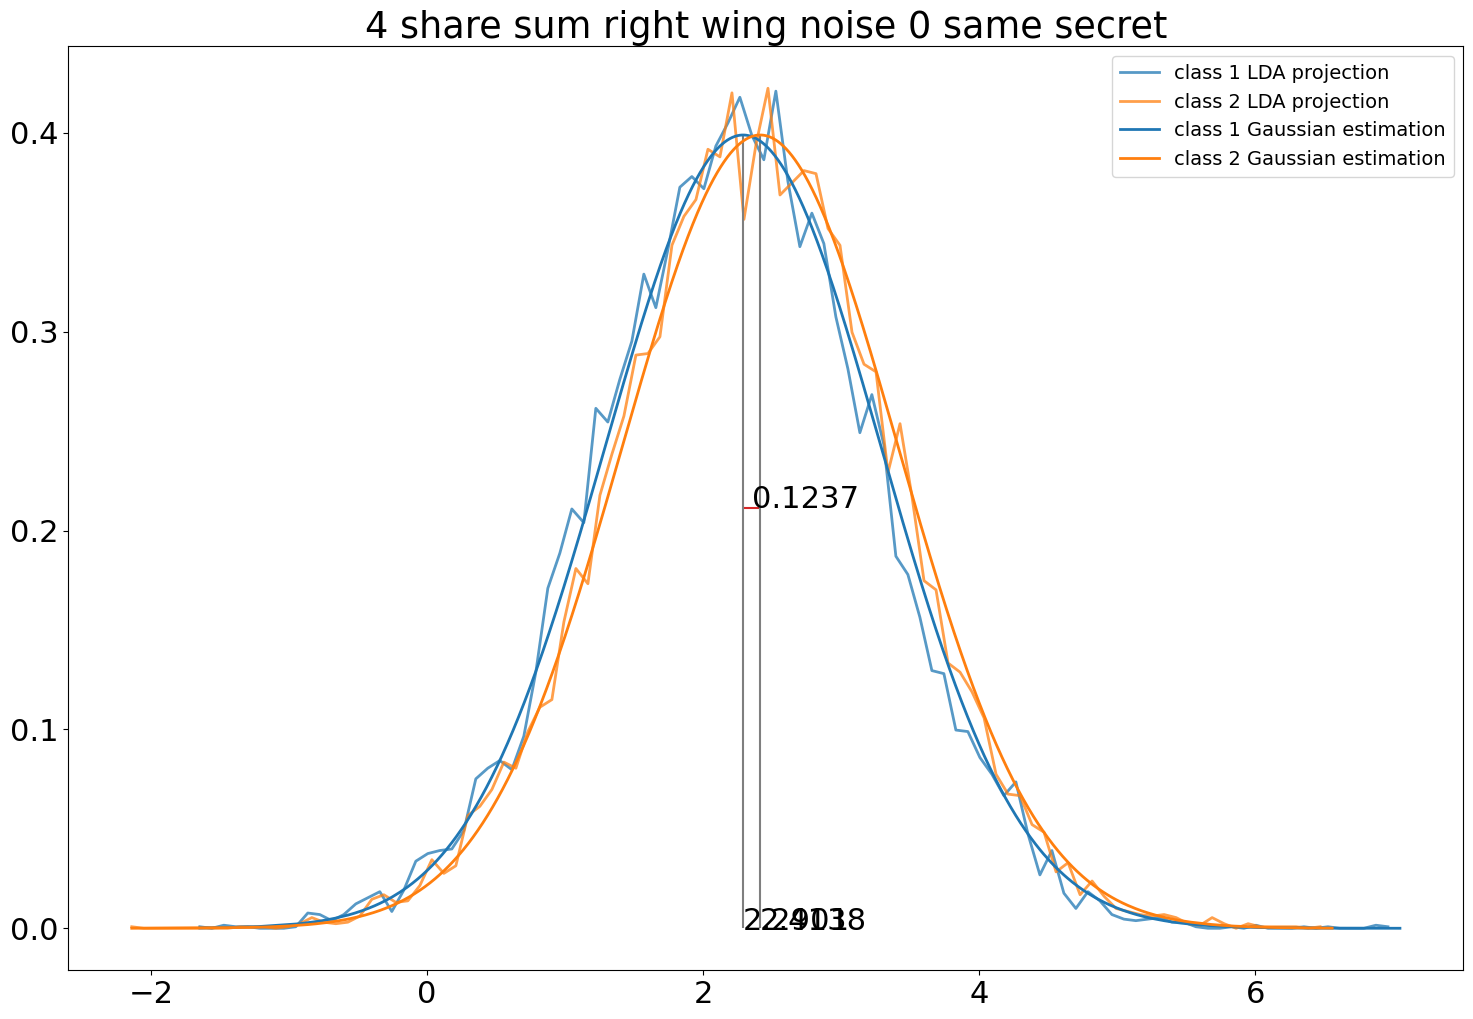 4 share sum right wing noise 0 same secret
class 1 LDA projection
class 2 LDA projection
class 1 Gaussian estimation
class 2 Gaussian estimation
0.4
0.3
0.2
0.1
0.0
0.1237
−2
0
2
4
6